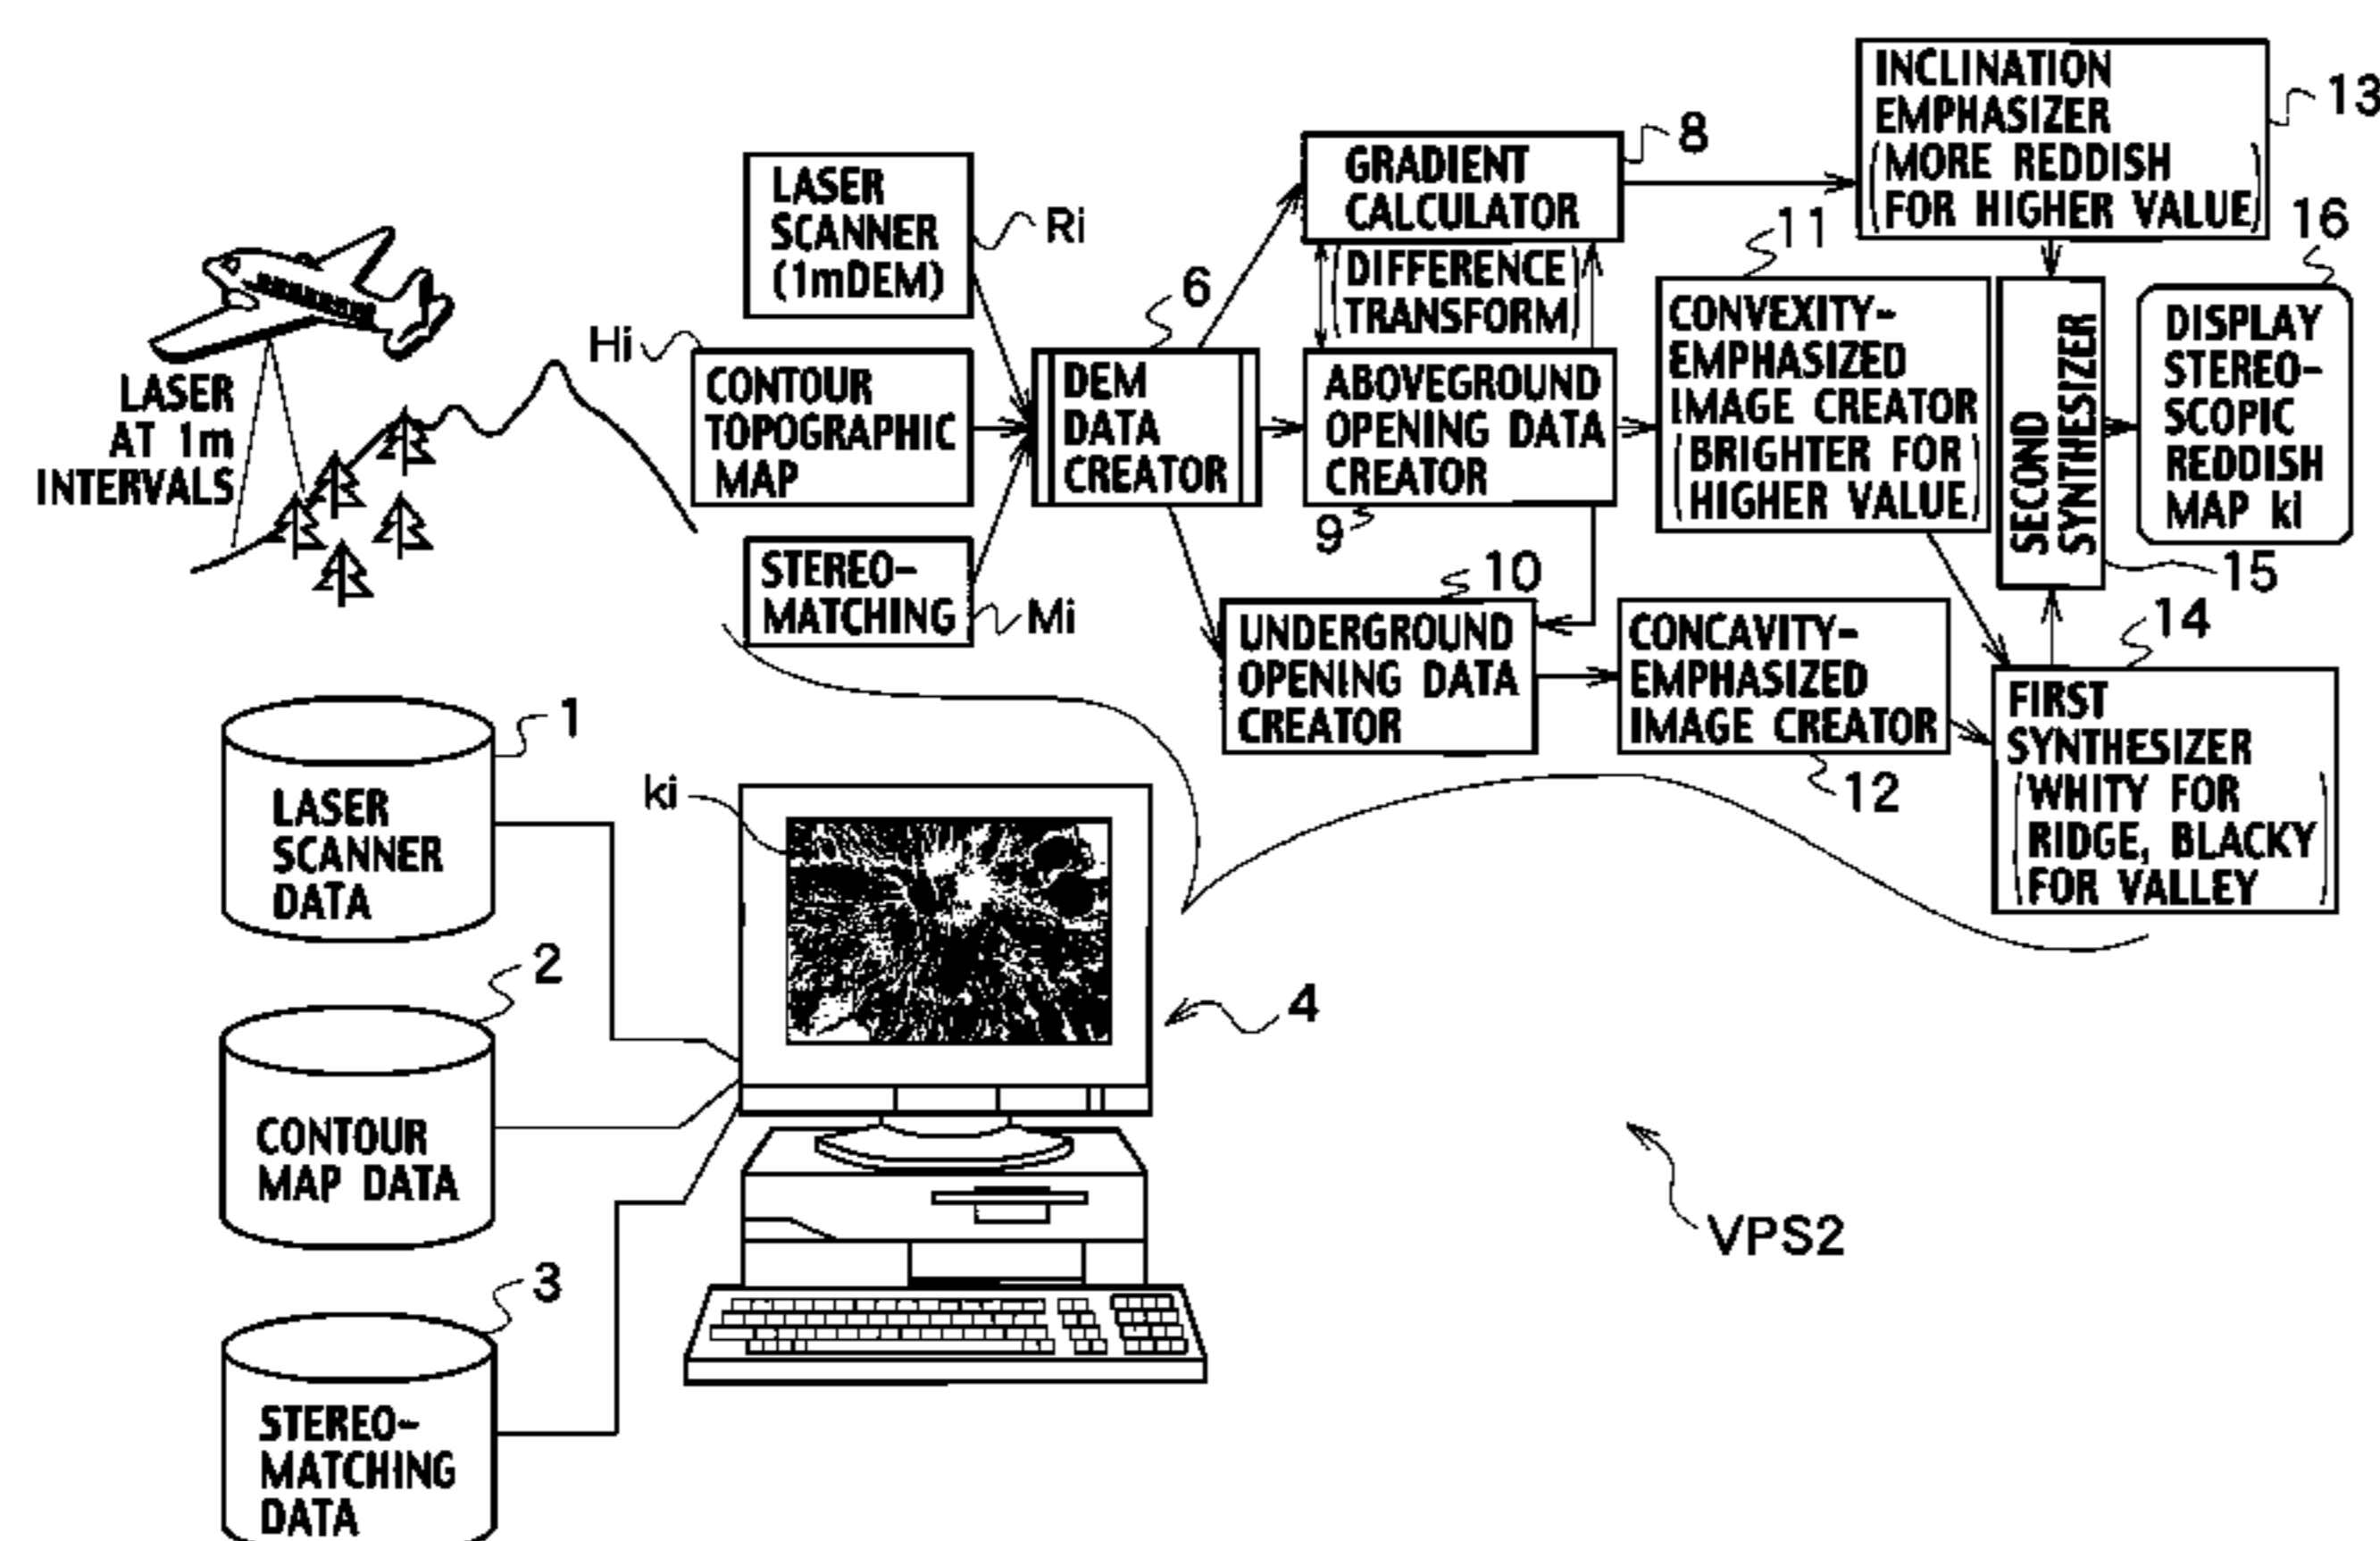 LASER
AT 1m
INTERVALS
LASER
SCANNER
(1mDEM)
Ri
Hi
CONTOUR
TOPOGRAPHIC
MAP
STEREO-
MATCHING
Mi
6
DEM
DATA
CREATOR
GRADIENT
CALCULATOR
8
(DIFFERENCE
TRANSFORM)
ABOVEGROUND
OPENING DATA
CREATOR
9
10
UNDERGROUND
OPENING DATA
CREATOR
11
CONVEXITY-
EMPHASIZED
IMAGE CREATOR
(BRIGHTER FOR
HIGHER VALUE)
CONCAVITY-
EMPHASIZED
IMAGE CREATOR
12
INCLINATION
EMPHASIZER
(MORE REDDISH
FOR HIGHER VALUE)
13
SECOND
SYNTHESIZER
15
16
DISPLAY
STEREO-
SCOPIC
REDDISH
MAP ki
14
FIRST
SYNTHESIZER
(WHITY FOR
RIDGE, BLACKY
FOR VALLEY)
1
LASER
SCANNER
DATA
2
CONTOUR
MAP DATA
3
STEREO-
MATCHING
DATA
ki
4
VPS2